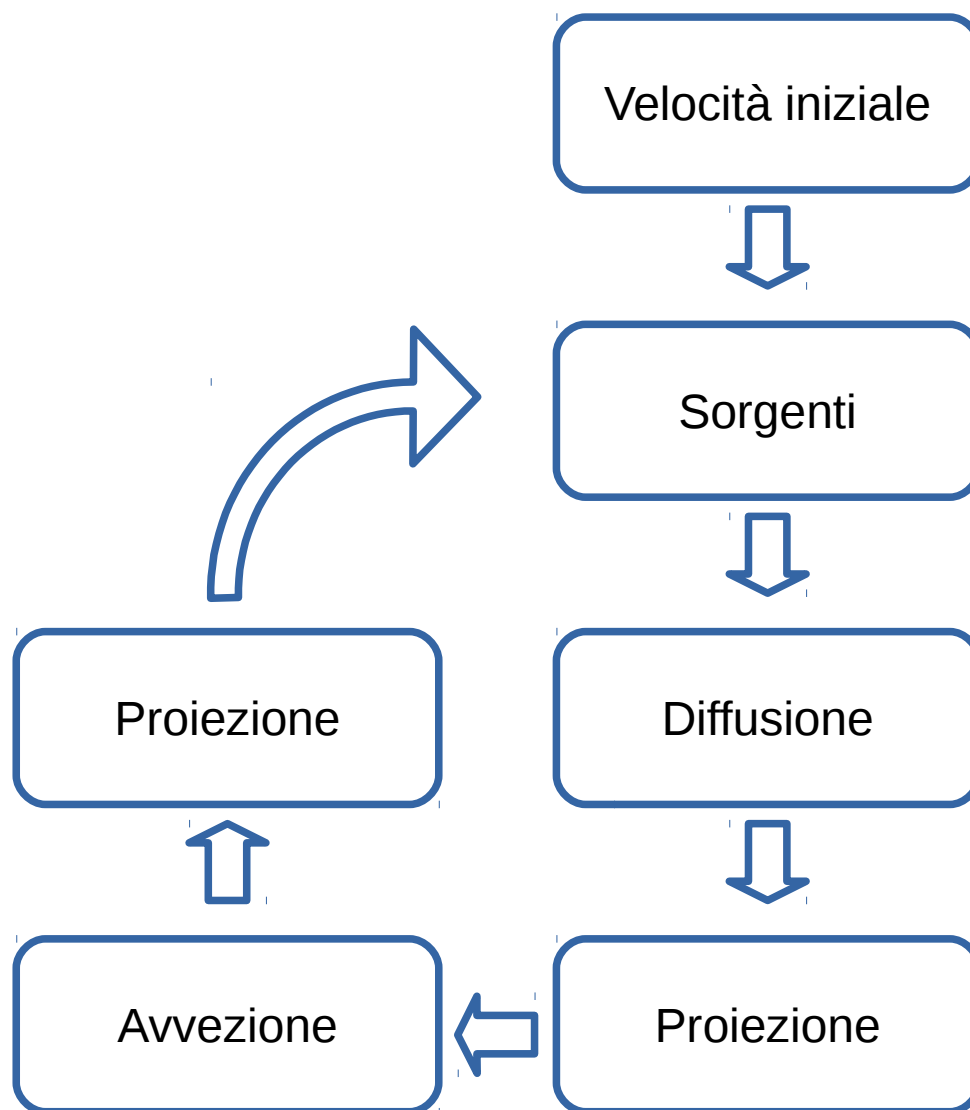 Velocità iniziale
Sorgenti
Diffusione
Proiezione
Avvezione
Proiezione